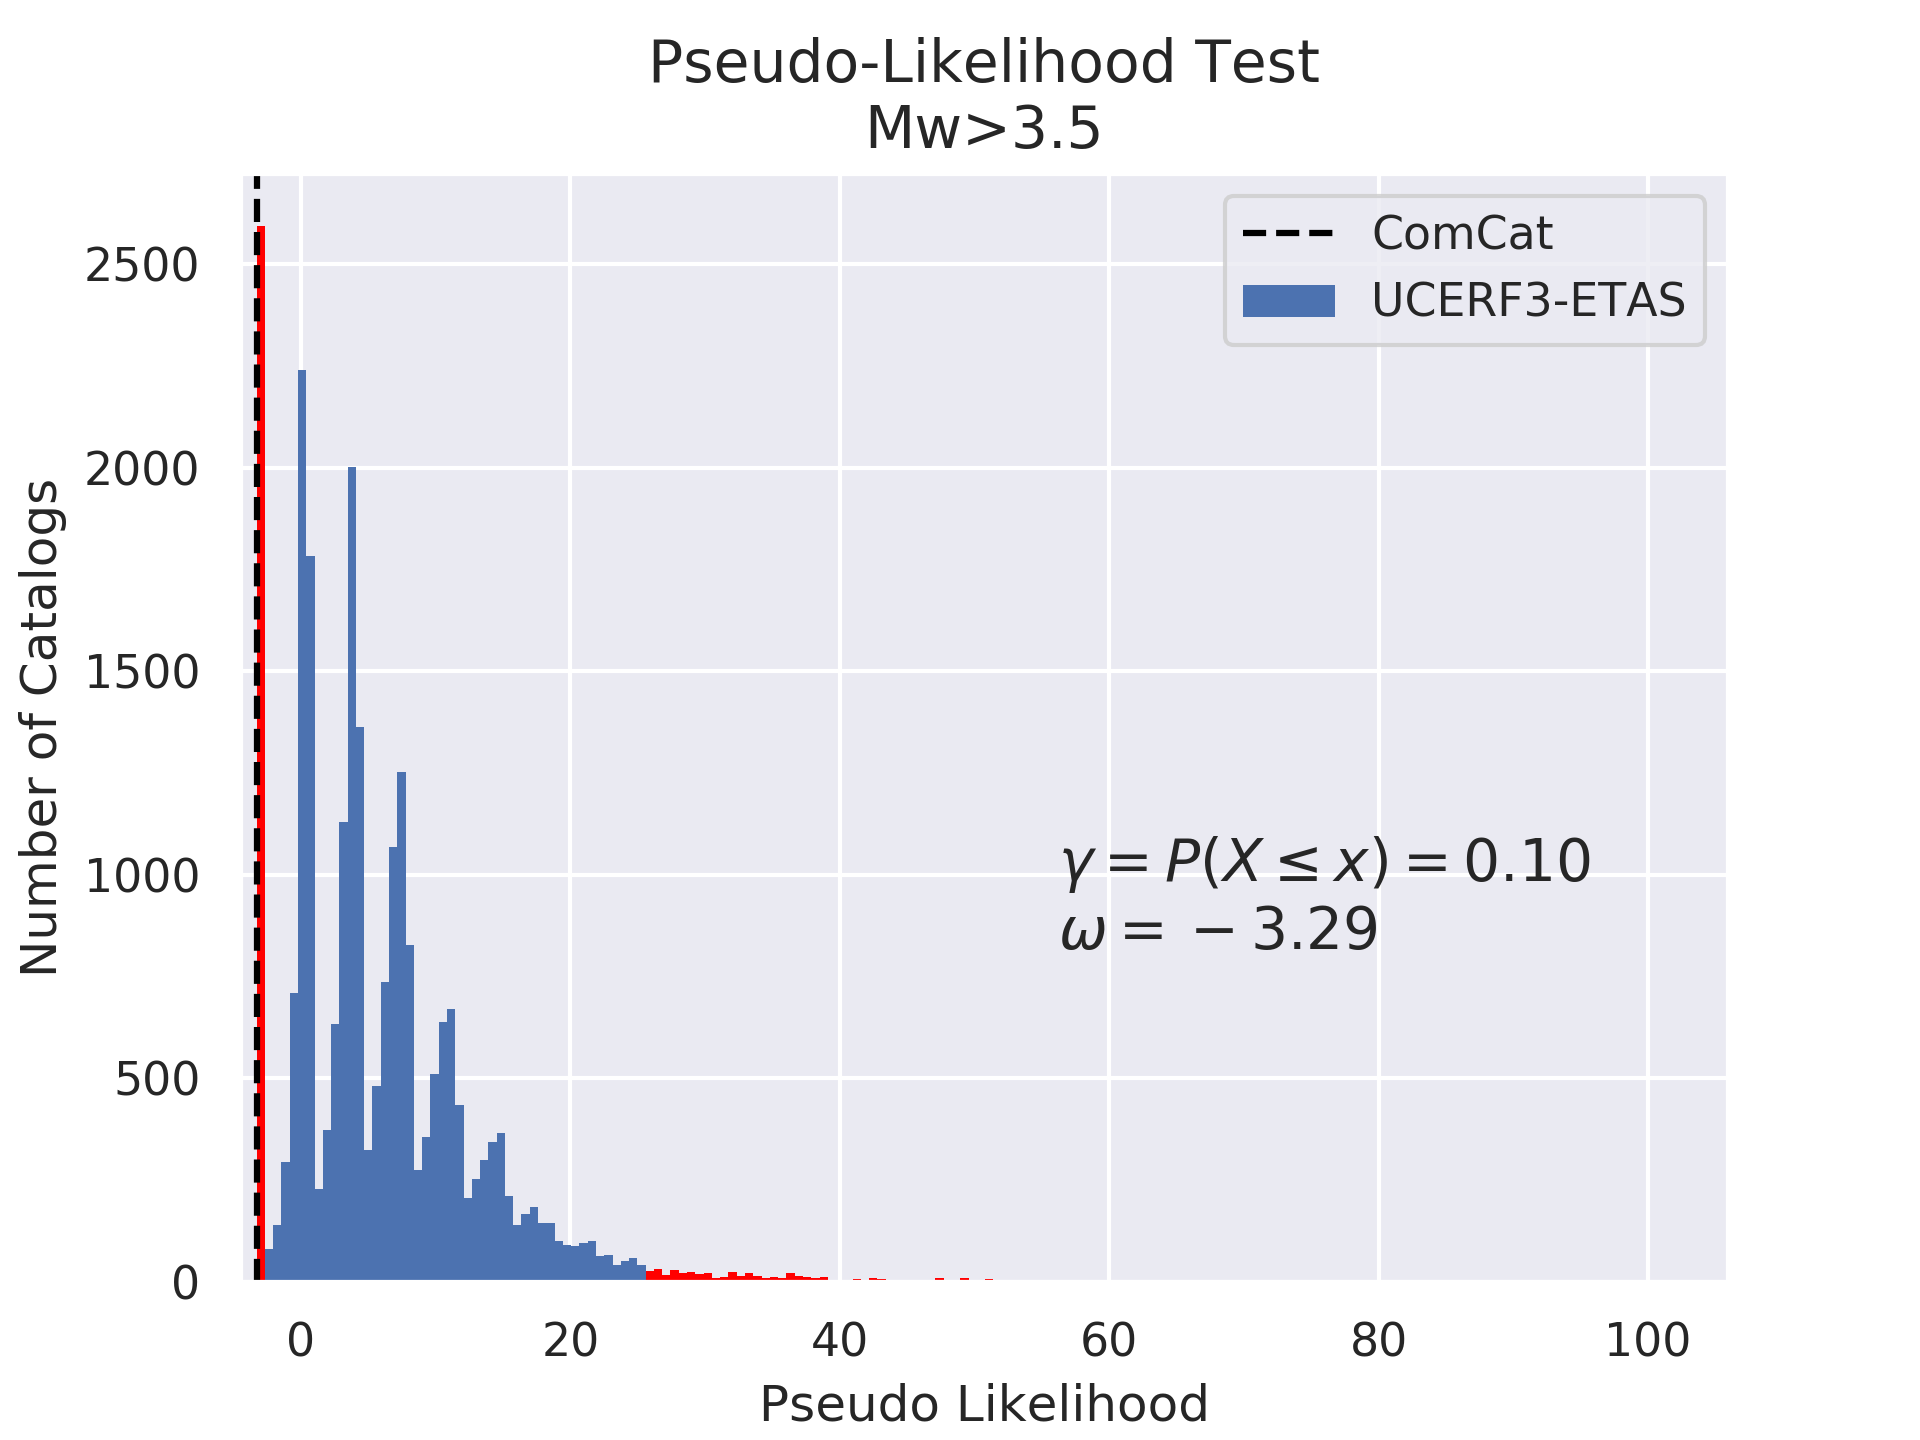 Pseudo-Likelihood Test
Mw>3.5
ComCat
UCERF3-ETAS
Number of Catalogs
2500
2000
1500
1000
500
0
γ = P(X ≤ x) = 0.10
ω = − 3.29
0 20 40 60 80 100
Pseudo Likelihood